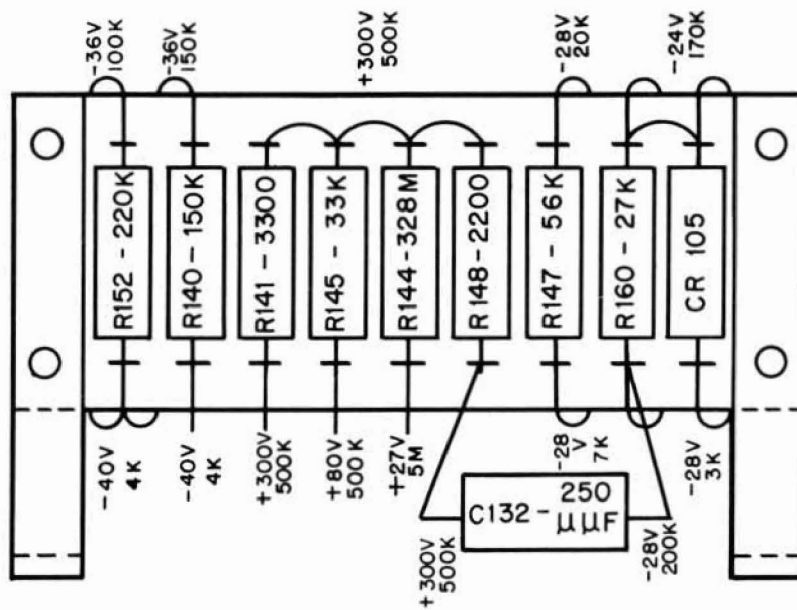 -36V
100K
-36V
150K
+300V
500K
-28V
20K
-24V
170K
R152 - 220K
R140 - 150K
R141 - 3300
R145 - 33K
R144 - 328M
R148 - 2200
R147 - 56K
R160 - 27K
CR 105
-40V
4K
-40V
4K
+300V
500K
+80V
500K
+27V
5M
-28
V
7K
-28V
3K
C132 - 250
μμF
+300V
500K
-28V
200K